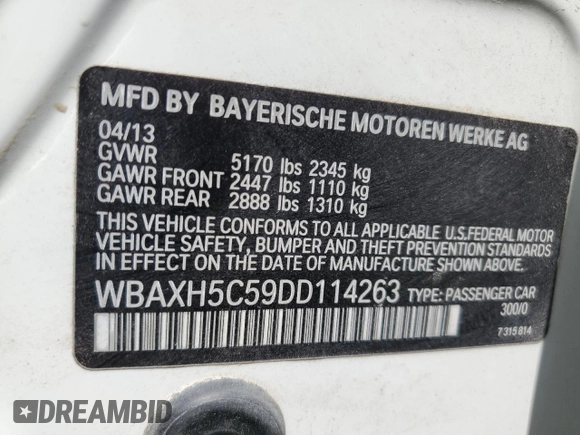 MFD BY BAYERISCHE MOTOREN WERKE AG
04/13
GVWR 5170 lbs 2345 kg
GAWR FRONT 2447 lbs 1110 kg
GAWR REAR 2888 lbs 1310 kg
THIS VEHICLE CONFORMS TO ALL APPLICABLE U.S.FEDERAL MOTOR
VEHICLE SAFETY, BUMPER AND THEFT PREVENTION STANDARDS
IN EFFECT ON THE DATE OF MANUFACTURE SHOWN ABOVE.
WBAXH5C59DD114263 TYPE: PASSENGER CAR
300/0
7 315 814
DREAMBID